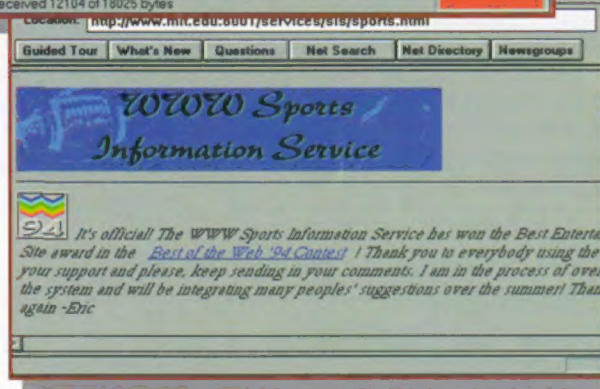 received 12104 of 18025 bytes
Location: http://www.mit.edu:8001/services/sis/sports.html
Guided Tour What's New Questions Net Search Net Directory Newsgroups
WWW Sports
Information Service
94 It's official! The WWW Sports Information Service has won the Best Enterta
Site award in the Best of the Web '94 Contest ! Thank you to everybody using the
your support and please, keep sending in your comments. I am in the process of over
the system and will be integrating many peoples' suggestions over the summer! Than
again -Eric